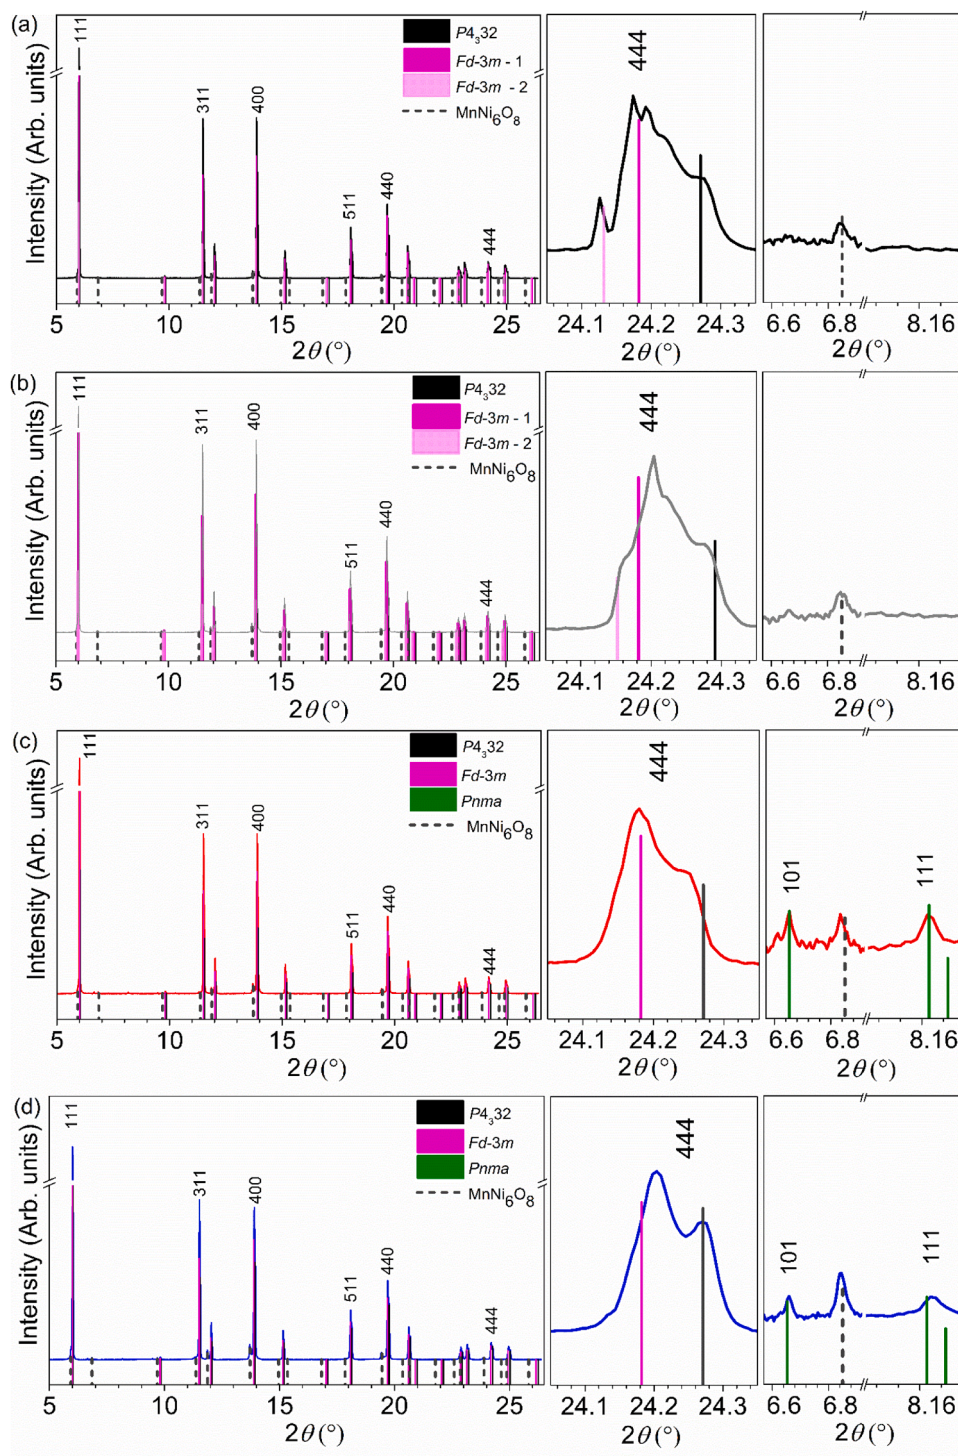 (a)
Intensity (Arb. units)
111
311
400
511
440
444
P4₃32
Fd-3m - 1
Fd-3m - 2
MnNi₆O₈
5 10 15 20 25
2θ (°)
444
24.1 24.2 24.3
2θ (°)
6.6 6.8 8.16
2θ (°)
(b)
Intensity (Arb. units)
111
311
400
511
440
444
P4₃32
Fd-3m - 1
Fd-3m - 2
MnNi₆O₈
5 10 15 20 25
2θ (°)
444
24.1 24.2 24.3
2θ (°)
6.6 6.8 8.16
2θ (°)
(c)
Intensity (Arb. units)
111
311
400
511
440
444
P4₃32
Fd-3m
Pnma
MnNi₆O₈
5 10 15 20 25
2θ (°)
444
24.1 24.2 24.3
2θ (°)
101
111
6.6 6.8 8.16
2θ (°)
(d)
Intensity (Arb. units)
111
311
400
511
440
444
P4₃32
Fd-3m
Pnma
MnNi₆O₈
5 10 15 20 25
2θ (°)
444
24.1 24.2 24.3
2θ (°)
101
111
6.6 6.8 8.16
2θ (°)